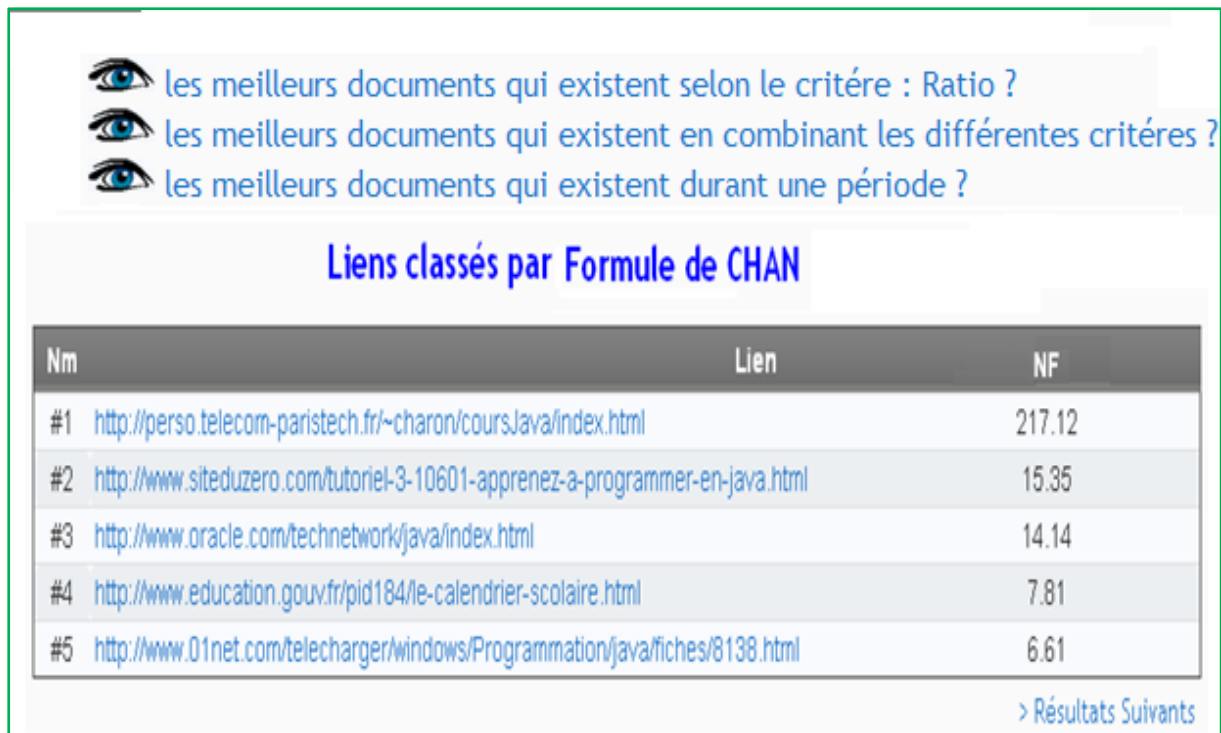 les meilleurs documents qui existent selon le critére : Ratio ?
les meilleurs documents qui existent en combinant les différentes critéres ?
les meilleurs documents qui existent durant une période ?
Liens classés par Formule de CHAN
Nm Lien NF
#1 http://perso.telecom-paristech.fr/~charon/coursJava/index.html 217.12
#2 http://www.siteduzero.com/tutoriel-3-10601-apprenez-a-programmer-en-java.html 15.35
#3 http://www.oracle.com/technetwork/java/index.html 14.14
#4 http://www.education.gouv.fr/pid184/le-calendrier-scolaire.html 7.81
#5 http://www.01net.com/telecharger/windows/Programmation/java/fiches/8138.html 6.61
> Résultats Suivants